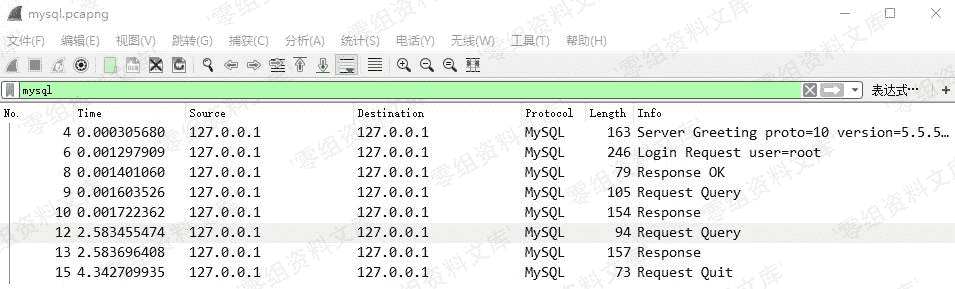 mysql.pcapng
文件(F) 编辑(E) 视图(V) 跳转(G) 捕获(C) 分析(A) 统计(S) 电话(Y) 无线(W) 工具(T) 帮助(H)
mysql 表达式… +
No. Time Source Destination Protocol Length Info
4 0.000305680 127.0.0.1 127.0.0.1 MySQL 163 Server Greeting proto=10 version=5.5.5…
6 0.001297909 127.0.0.1 127.0.0.1 MySQL 246 Login Request user=root
8 0.001401060 127.0.0.1 127.0.0.1 MySQL 79 Response OK
9 0.001603526 127.0.0.1 127.0.0.1 MySQL 105 Request Query
10 0.001722362 127.0.0.1 127.0.0.1 MySQL 154 Response
12 2.583455474 127.0.0.1 127.0.0.1 MySQL 94 Request Query
13 2.583696408 127.0.0.1 127.0.0.1 MySQL 157 Response
15 4.342709935 127.0.0.1 127.0.0.1 MySQL 73 Request Quit
'零组资料文库'